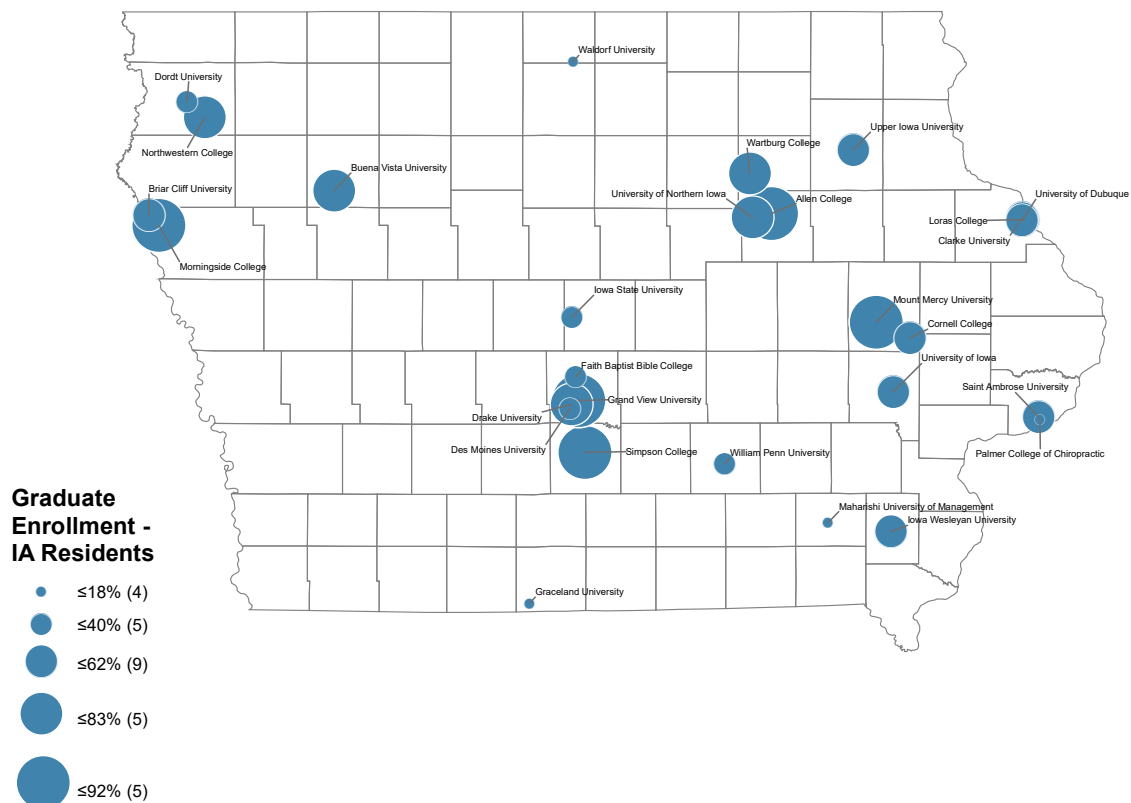 Waldorf University
Dordt University
Upper Iowa University
Wartburg College
Northwestern College
Buena Vista University
Briar Cliff University
University of Northern Iowa
University of Dubuque
Allen College
Loras College
Clarke University
Morningside College
Iowa State University
Mount Mercy University
Cornell College
University of Iowa
Faith Baptist Bible College
Saint Ambrose University
Grand View University
Drake University
Des Moines University
Simpson College
William Penn University
Palmer College of Chiropractic
Maharishi University of Management
Iowa Wesleyan University
Graceland University
Graduate
Enrollment -
IA Residents
≤18% (4)
≤40% (5)
≤62% (9)
≤83% (5)
≤92% (5)